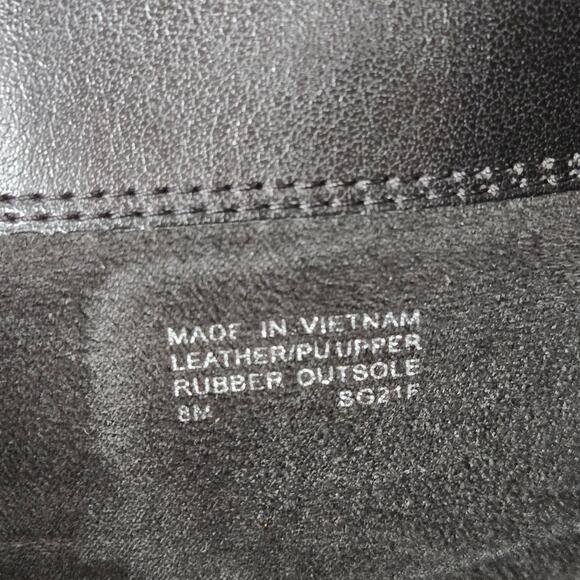 MADE IN VIETNAM
LEATHER/PU UPPER
RUBBER OUTSOLE
8M SG21F